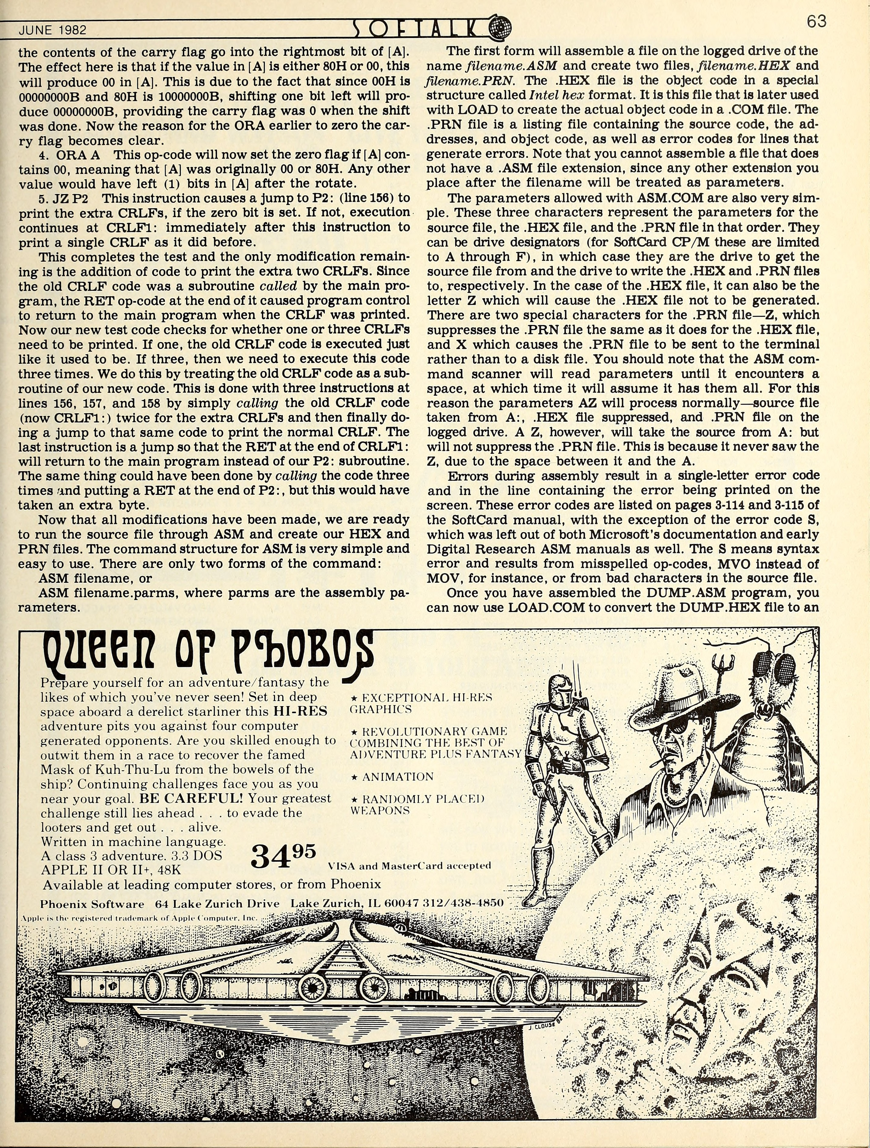 JUNE 1982
SOFTALK
63
the contents of the carry flag go into the rightmost bit of [A].
The effect here is that if the value in [A] is either 80H or 00, this
will produce 00 in [A]. This is due to the fact that since 00H is
00000000B and 80H is 10000000B, shifting one bit left will pro-
duce 00000000B, providing the carry flag was 0 when the shift
was done. Now the reason for the ORA earlier to zero the car-
ry flag becomes clear.
4. ORA A This op-code will now set the zero flag if [A] con-
tains 00, meaning that [A] was originally 00 or 80H. Any other
value would have left (1) bits in [A] after the rotate.
5. JZ P2 This instruction causes a jump to P2: (line 156) to
print the extra CRLFs, if the zero bit is set. If not, execution
continues at CRLF1: immediately after this instruction to
print a single CRLF as it did before.
This completes the test and the only modification remain-
ing is the addition of code to print the extra two CRLFs. Since
the old CRLF code was a subroutine called by the main pro-
gram, the RET op-code at the end of it caused program control
to return to the main program when the CRLF was printed.
Now our new test code checks for whether one or three CRLFs
need to be printed. If one, the old CRLF code is executed just
like it used to be. If three, then we need to execute this code
three times. We do this by treating the old CRLF code as a sub-
routine of our new code. This is done with three instructions at
lines 156, 157, and 158 by simply calling the old CRLF code
(now CRLF1:) twice for the extra CRLFs and then finally do-
ing a jump to that same code to print the normal CRLF. The
last instruction is a jump so that the RET at the end of CRLF1:
will return to the main program instead of our P2: subroutine.
The same thing could have been done by calling the code three
times and putting a RET at the end of P2:, but this would have
taken an extra byte.
Now that all modifications have been made, we are ready
to run the source file through ASM and create our HEX and
PRN files. The command structure for ASM is very simple and
easy to use. There are only two forms of the command:
ASM filename, or
ASM filename.parms, where parms are the assembly pa-
rameters.
The first form will assemble a file on the logged drive of the
name filename.ASM and create two files, filename.HEX and
filename.PRN. The .HEX file is the object code in a special
structure called Intel hex format. It is this file that is later used
with LOAD to create the actual object code in a .COM file. The
.PRN file is a listing file containing the source code, the ad-
dresses, and object code, as well as error codes for lines that
generate errors. Note that you cannot assemble a file that does
not have a .ASM file extension, since any other extension you
place after the filename will be treated as parameters.
The parameters allowed with ASM.COM are also very sim-
ple. These three characters represent the parameters for the
source file, the .HEX file, and the .PRN file in that order. They
can be drive designators (for SoftCard CP/M these are limited
to A through F), in which case they are the drive to get the
source file from and the drive to write the .HEX and .PRN files
to, respectively. In the case of the .HEX file, it can also be the
letter Z which will cause the .HEX file not to be generated.
There are two special characters for the .PRN file—Z, which
suppresses the .PRN file the same as it does for the .HEX file,
and X which causes the .PRN file to be sent to the terminal
rather than to a disk file. You should note that the ASM com-
mand scanner will read parameters until it encounters a
space, at which time it will assume it has them all. For this
reason the parameters AZ will process normally—source file
taken from A:, .HEX file suppressed, and .PRN file on the
logged drive. A Z, however, will take the source from A: but
will not suppress the .PRN file. This is because it never saw the
Z, due to the space between it and the A.
Errors during assembly result in a single-letter error code
and in the line containing the error being printed on the
screen. These error codes are listed on pages 3-114 and 3-115 of
the SoftCard manual, with the exception of the error code S,
which was left out of both Microsoft's documentation and early
Digital Research ASM manuals as well. The S means syntax
error and results from misspelled op-codes, MVO instead of
MOV, for instance, or from bad characters in the source file.
Once you have assembled the DUMP.ASM program, you
can now use LOAD.COM to convert the DUMP.HEX file to an
QUEEN OF PHOBOS
Prepare yourself for an adventure/fantasy the
likes of which you've never seen! Set in deep
space aboard a derelict starliner this HI-RES
adventure pits you against four computer
generated opponents. Are you skilled enough to
outwit them in a race to recover the famed
Mask of Kuh-Thu-Lu from the bowels of the
ship? Continuing challenges face you as you
near your goal. BE CAREFUL! Your greatest
challenge still lies ahead . . . to evade the
looters and get out . . . alive.
Written in machine language.
A class 3 adventure. 3.3 DOS
APPLE II OR II+, 48K
34.95
★ EXCEPTIONAL HI-RES
GRAPHICS
★ REVOLUTIONARY GAME
COMBINING THE BEST OF
ADVENTURE PLUS FANTASY
★ ANIMATION
★ RANDOMLY PLACED
WEAPONS
VISA and MasterCard accepted
Available at leading computer stores, or from Phoenix
Phoenix Software 64 Lake Zurich Drive Lake Zurich, IL 60047 312/438-4850
Apple is the registered trademark of Apple Computer, Inc.
J. CLOUSE